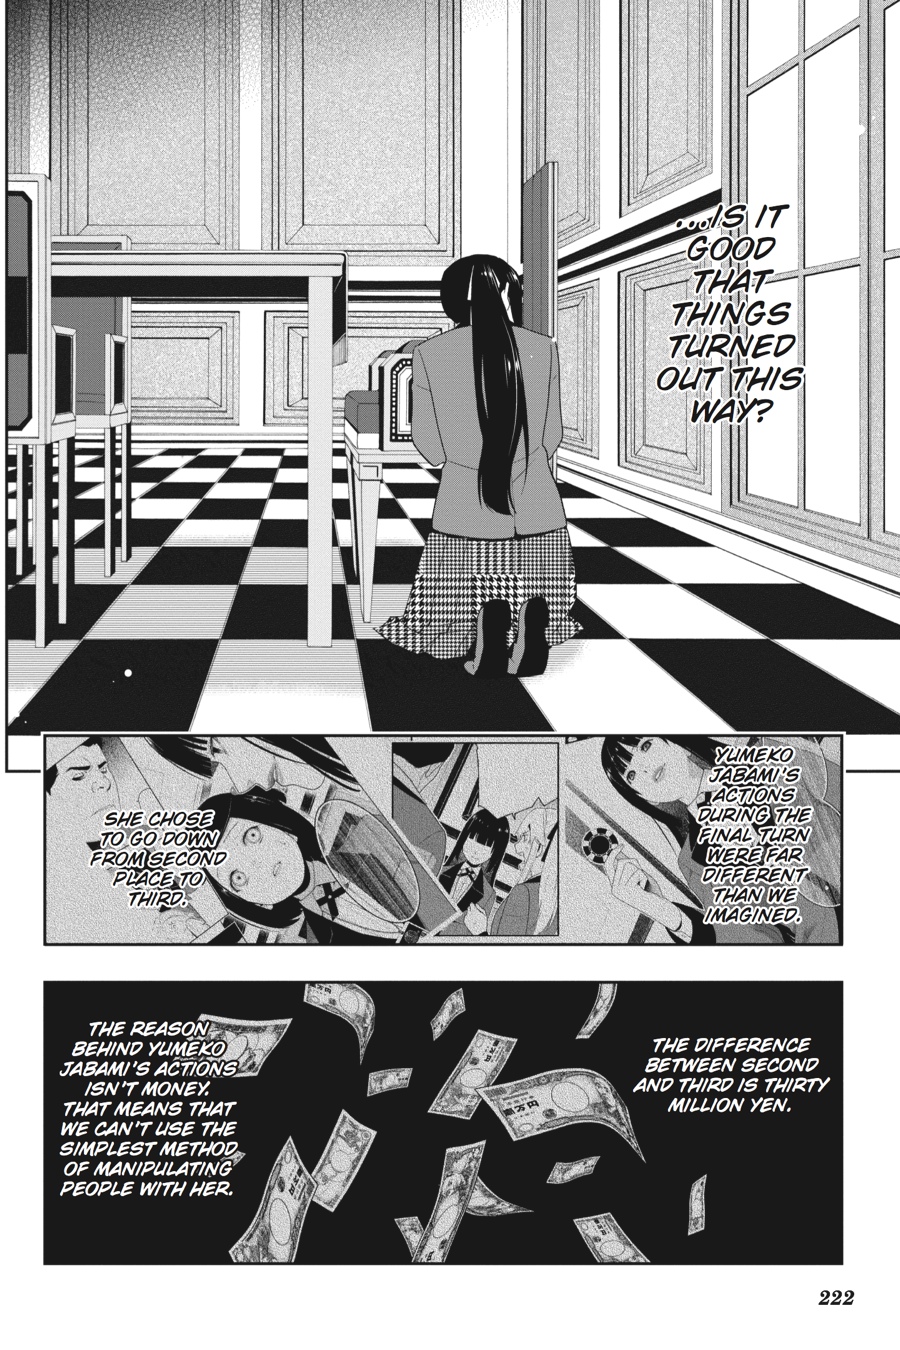 ...IS IT
GOOD
THAT
THINGS
TURNED
OUT THIS
WAY?
YUMEKO
JABAMI'S
ACTIONS
DURING THE
FINAL TURN
WERE FAR
DIFFERENT
THAN WE
IMAGINED.
SHE CHOSE
TO GO DOWN
FROM SECOND
PLACE TO
THIRD.
THE DIFFERENCE
BETWEEN SECOND
AND THIRD IS THIRTY
MILLION YEN.
THE REASON
BEHIND YUMEKO
JABAMI'S ACTIONS
ISN'T MONEY.
THAT MEANS THAT
WE CAN'T USE THE
SIMPLEST METHOD
OF MANIPULATING
PEOPLE WITH HER.
壱万円
222